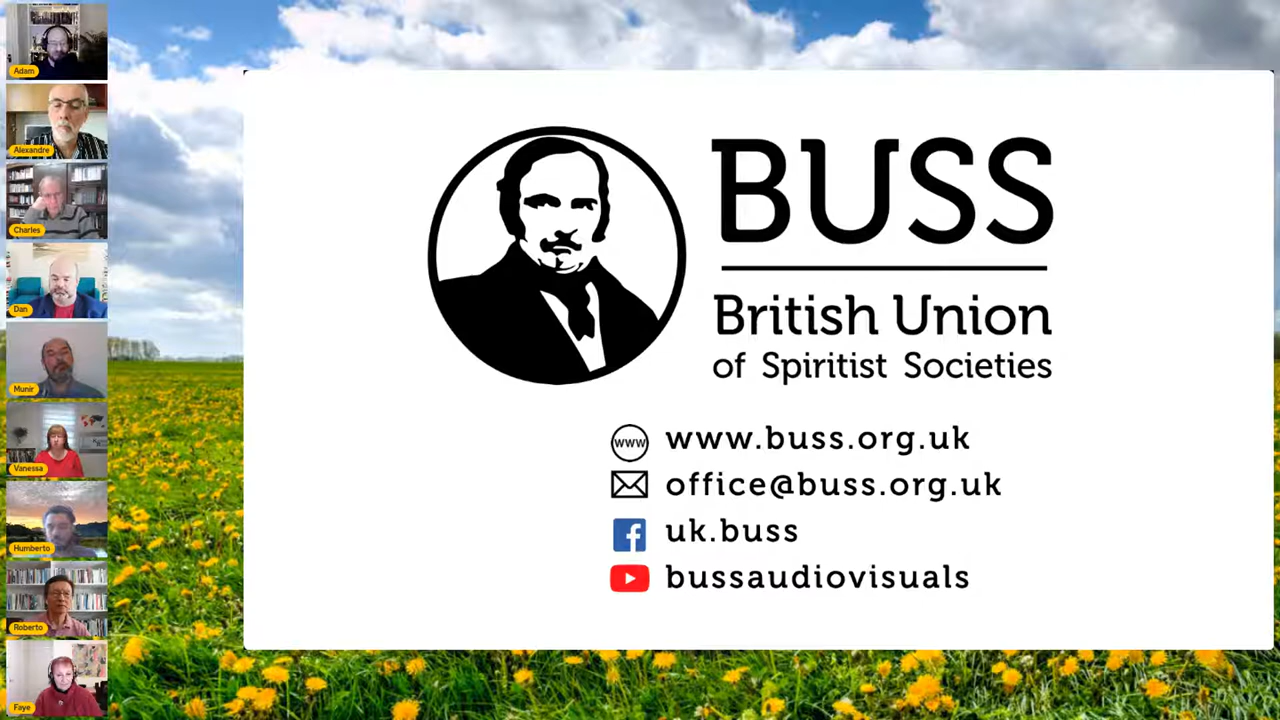 Adam
Alexandre
Charles
Dan
Munir
Vanessa
Humberto
Roberto
Faye
BUSS
British Union
of Spiritist Societies
www www.buss.org.uk
office@buss.org.uk
uk.buss
bussaudiovisuals